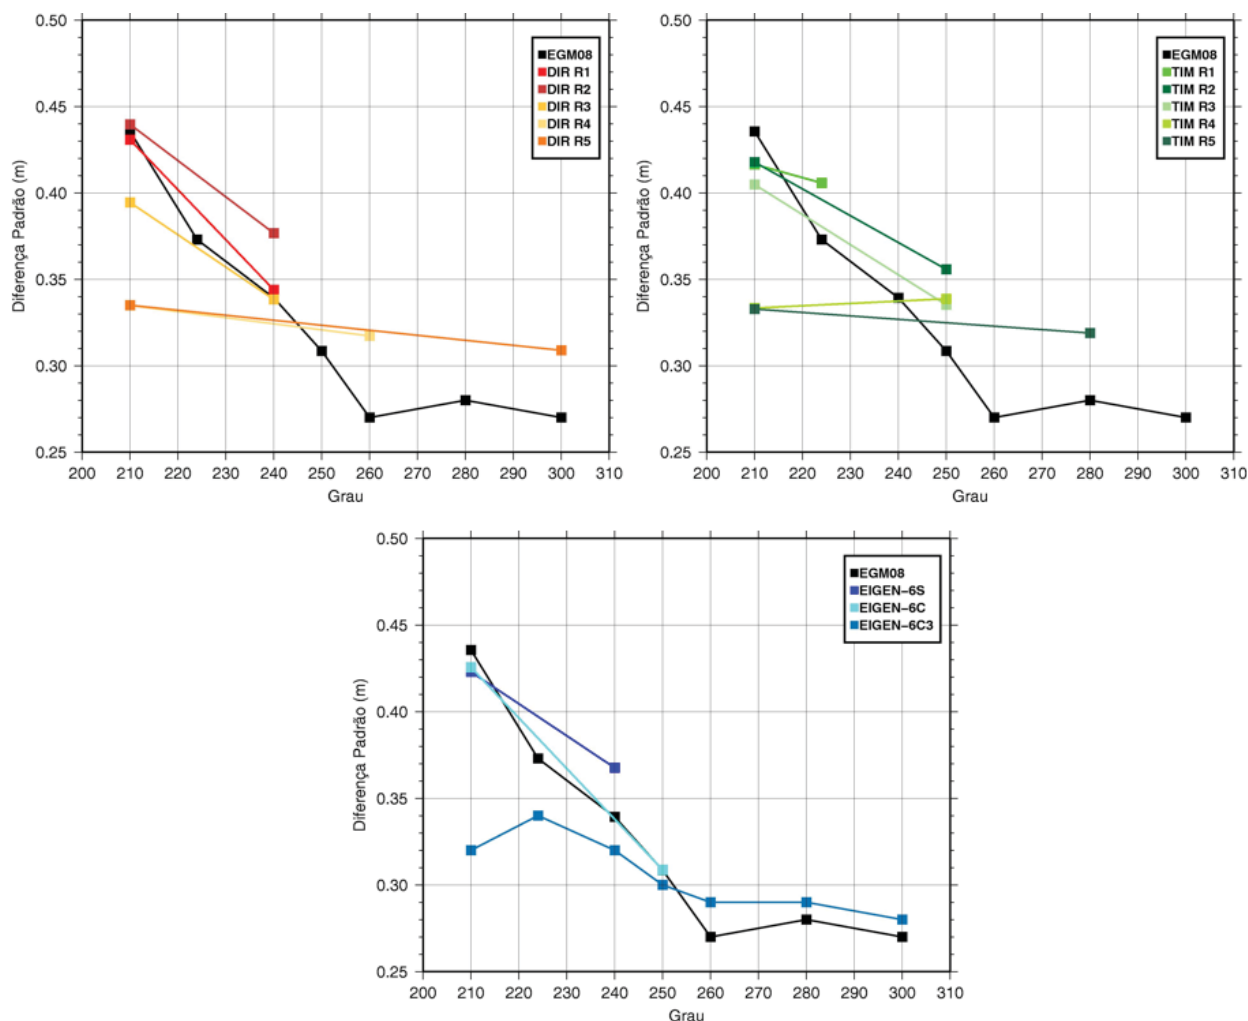 0.50
0.45
0.40
0.35
0.30
0.25
Diferença Padrão (m)
200 210 220 230 240 250 260 270 280 290 300 310
Grau
EGM08
DIR R1
DIR R2
DIR R3
DIR R4
DIR R5
0.50
0.45
0.40
0.35
0.30
0.25
Diferença Padrão (m)
200 210 220 230 240 250 260 270 280 290 300 310
Grau
EGM08
TIM R1
TIM R2
TIM R3
TIM R4
TIM R5
0.50
0.45
0.40
0.35
0.30
0.25
Diferença Padrão (m)
200 210 220 230 240 250 260 270 280 290 300 310
Grau
EGM08
EIGEN-6S
EIGEN-6C
EIGEN-6C3